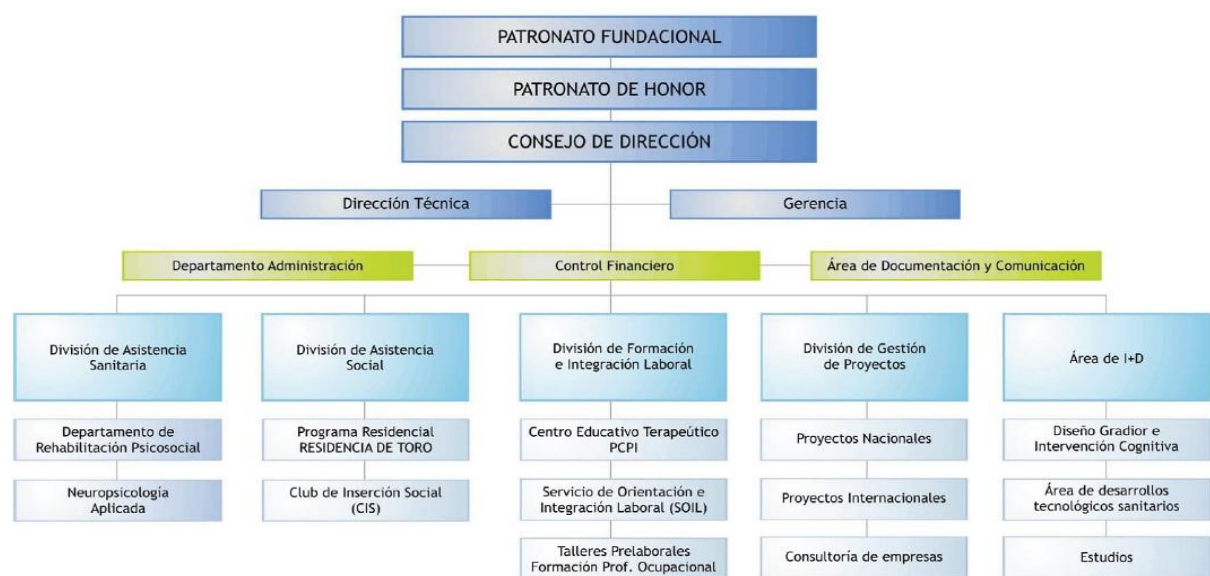 PATRONATO FUNDACIONAL
PATRONATO DE HONOR
CONSEJO DE DIRECCIÓN
Dirección Técnica
Gerencia
Departamento Administración
Control Financiero
Área de Documentación y Comunicación
División de Asistencia
Sanitaria
División de Asistencia
Social
División de Formación
e Integración Laboral
División de Gestión
de Proyectos
Área de I+D
Departamento de
Rehabilitación Psicosocial
Programa Residencial
RESIDENCIA DE TORO
Centro Educativo Terapeútico
PCPI
Proyectos Nacionales
Diseño Gradior e
Intervención Cognitiva
Neuropsicología
Aplicada
Club de Inserción Social
(CIS)
Servicio de Orientación e
Integración Laboral (SOIL)
Proyectos Internacionales
Área de desarrollos
tecnológicos sanitarios
Talleres Prelaborales
Formación Prof. Ocupacional
Consultoría de empresas
Estudios